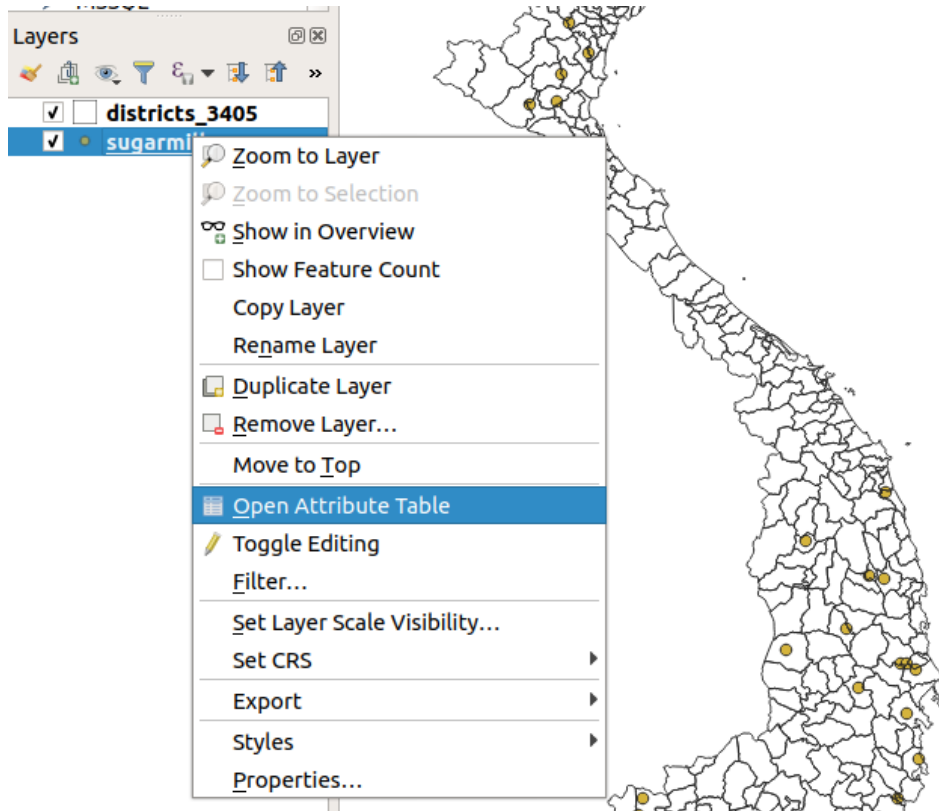 Layers
districts_3405
sugarmill
Zoom to Layer
Zoom to Selection
Show in Overview
Show Feature Count
Copy Layer
Rename Layer
Duplicate Layer
Remove Layer…
Move to Top
Open Attribute Table
Toggle Editing
Filter…
Set Layer Scale Visibility…
Set CRS
Export
Styles
Properties…